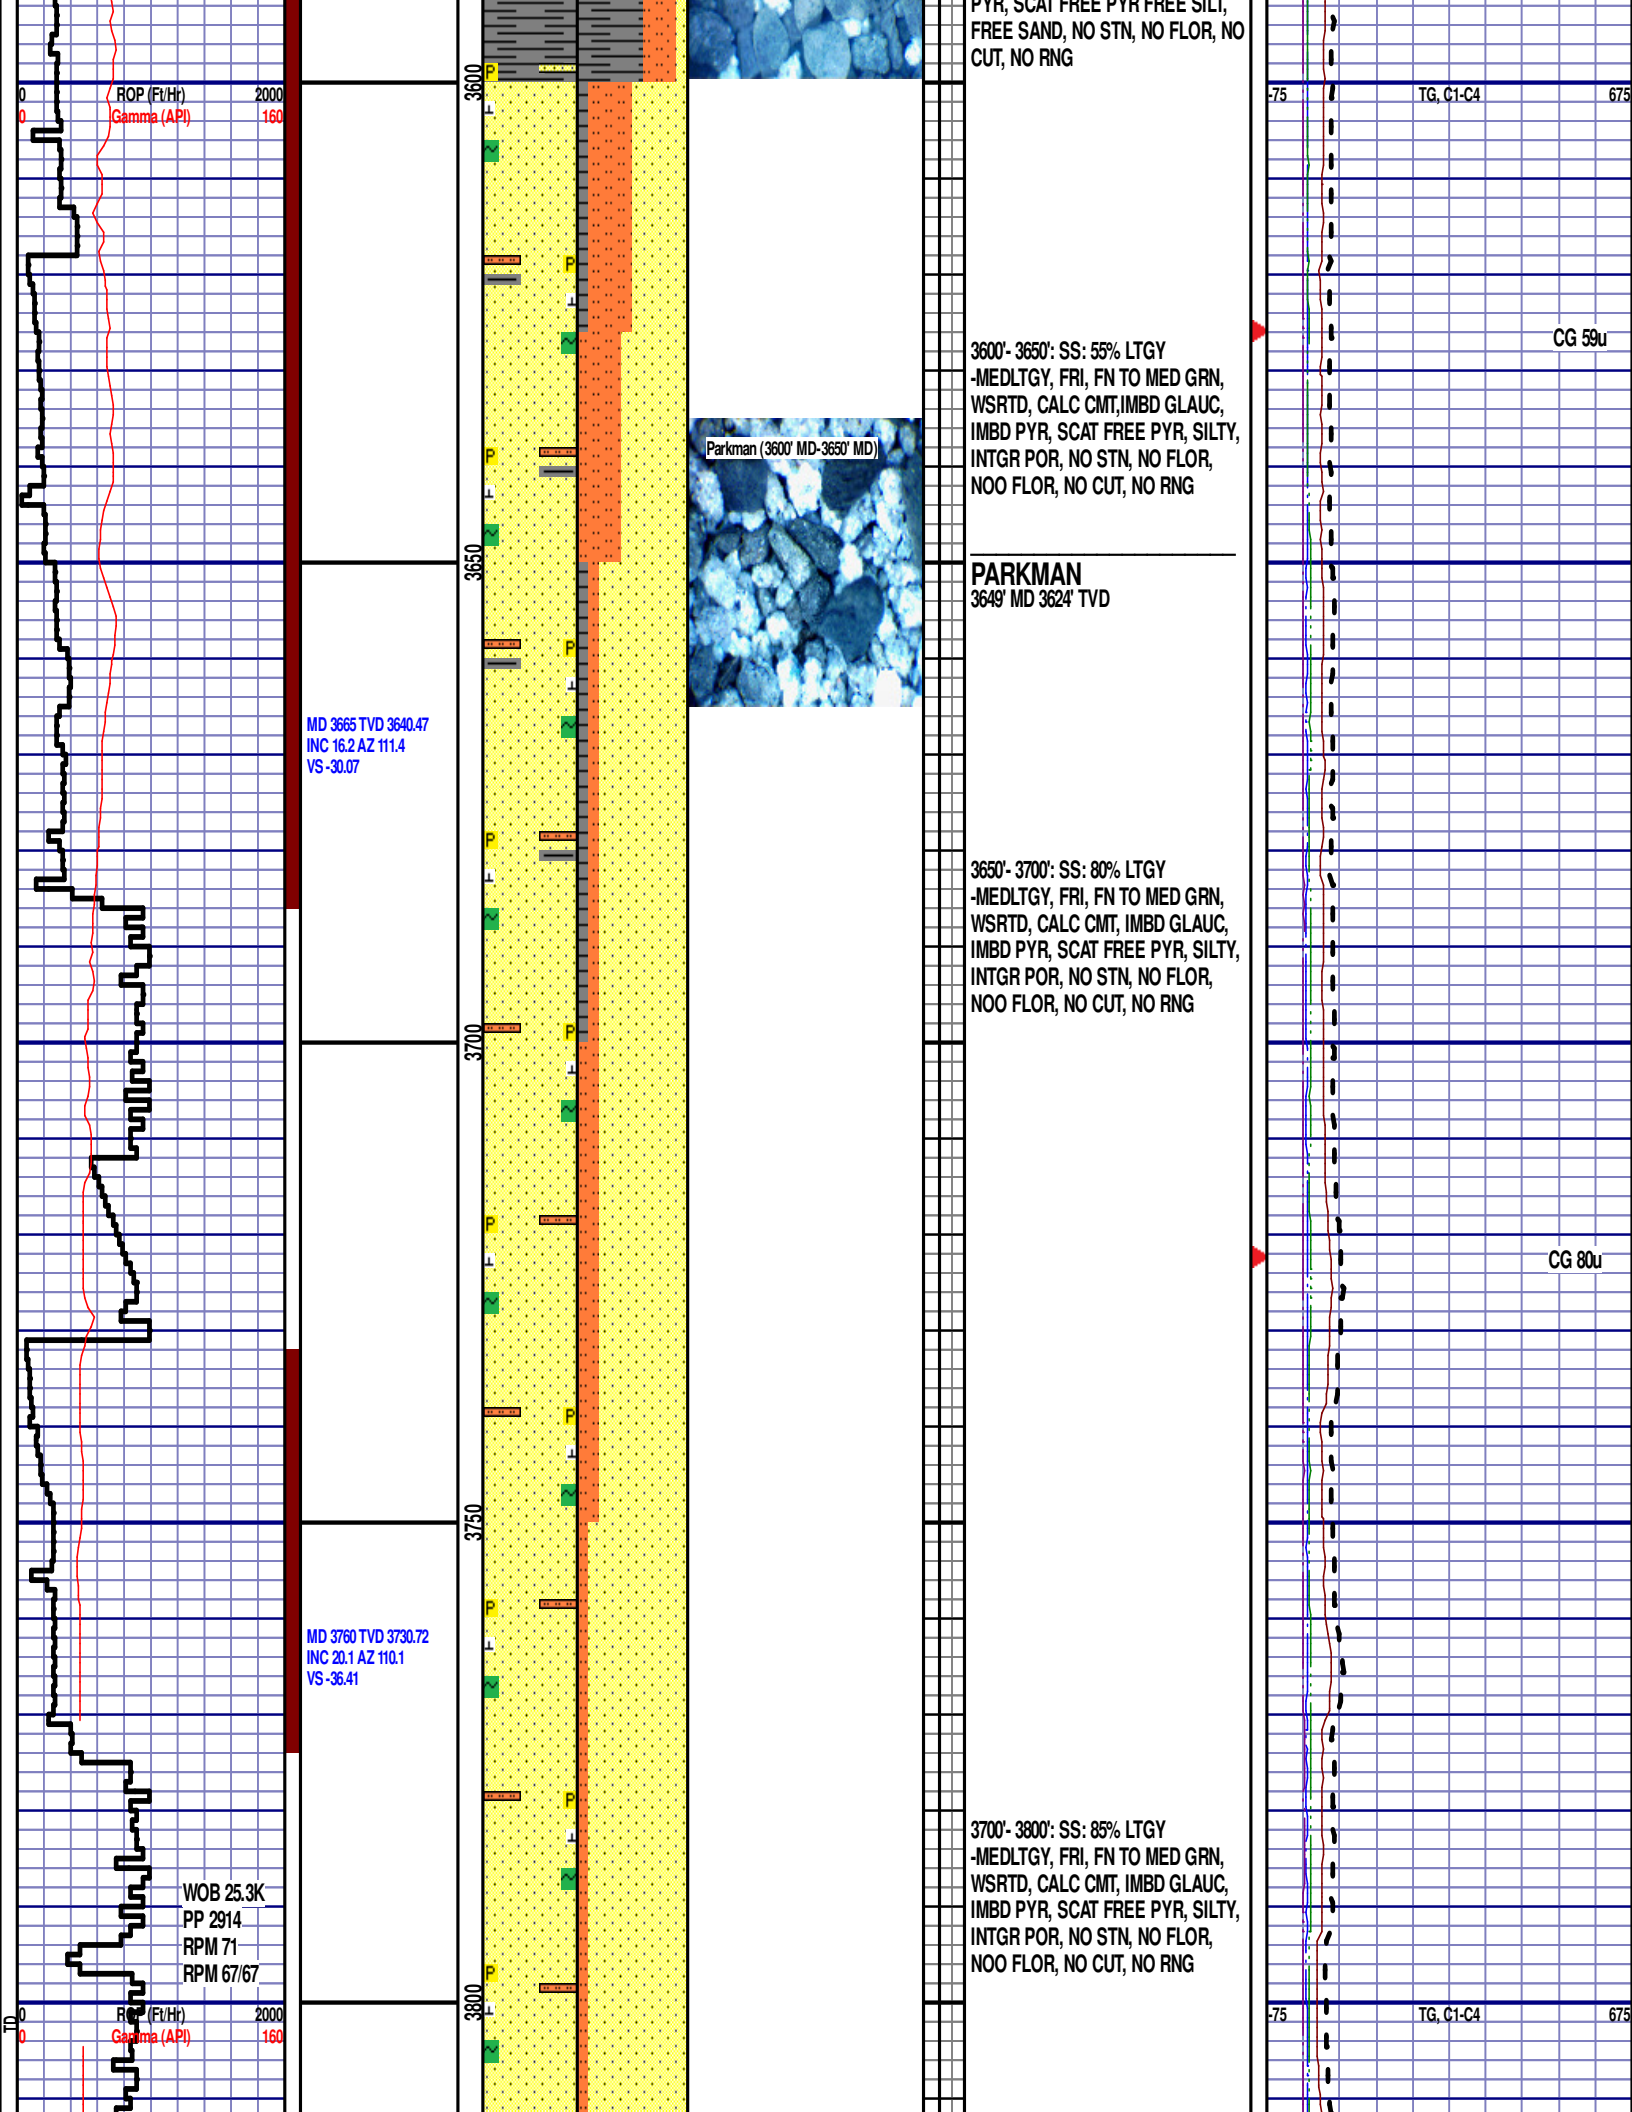 PYR, SCAT FREE PYR FREE SILT,
FREE SAND, NO STN, NO FLOR, NO
CUT, NO RNG
P
3600
0 ROP (Ft/Hr) 2000
0 Gamma (API) 160
-75 TG, C1-C4 675
P
CG 59u
3600'- 3650': SS: 55% LTGY
-MEDLTGY, FRI, FN TO MED GRN,
WSRTD, CALC CMT,IMBD GLAUC,
IMBD PYR, SCAT FREE PYR, SILTY,
INTGR POR, NO STN, NO FLOR,
NOO FLOR, NO CUT, NO RNG
Parkman (3600' MD-3650' MD)
P
3650
PARKMAN
3649' MD 3624' TVD
P
MD 3665 TVD 3640.47
INC 16.2 AZ 111.4
VS -30.07
P
3650'- 3700': SS: 80% LTGY
-MEDLTGY, FRI, FN TO MED GRN,
WSRTD, CALC CMT, IMBD GLAUC,
IMBD PYR, SCAT FREE PYR, SILTY,
INTGR POR, NO STN, NO FLOR,
NOO FLOR, NO CUT, NO RNG
3700
P
P
CG 80u
P
3750
P
MD 3760 TVD 3730.72
INC 20.1 AZ 110.1
VS -36.41
P
3700'- 3800': SS: 85% LTGY
-MEDLTGY, FRI, FN TO MED GRN,
WSRTD, CALC CMT, IMBD GLAUC,
IMBD PYR, SCAT FREE PYR, SILTY,
INTGR POR, NO STN, NO FLOR,
NOO FLOR, NO CUT, NO RNG
WOB 25.3K
PP 2914
RPM 71
RPM 67/67
P
3800
TD
0 ROP (Ft/Hr) 2000
0 Gamma (API) 160
-75 TG, C1-C4 675